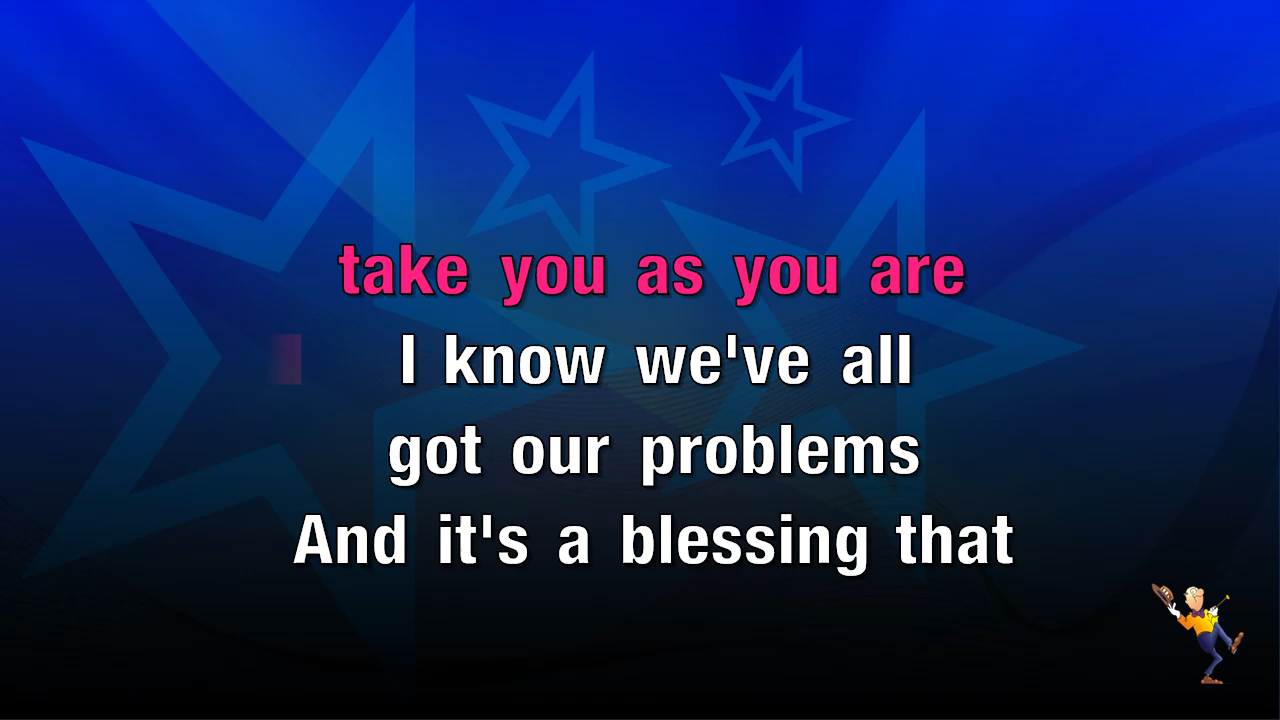 take you as you are
I know we've all
got our problems
And it's a blessing that